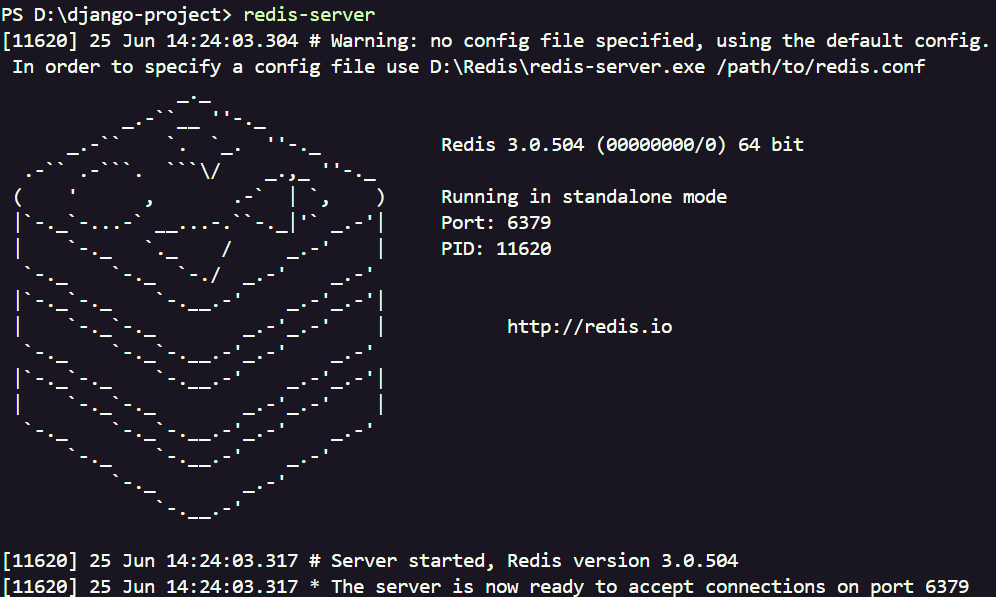 PS D:\django-project> redis-server
[11620] 25 Jun 14:24:03.304 # Warning: no config file specified, using the default config.
In order to specify a config file use D:\Redis\redis-server.exe /path/to/redis.conf
Redis 3.0.504 (00000000/0) 64 bit
Running in standalone mode
Port: 6379
PID: 11620
http://redis.io
[11620] 25 Jun 14:24:03.317 # Server started, Redis version 3.0.504
[11620] 25 Jun 14:24:03.317 * The server is now ready to accept connections on port 6379